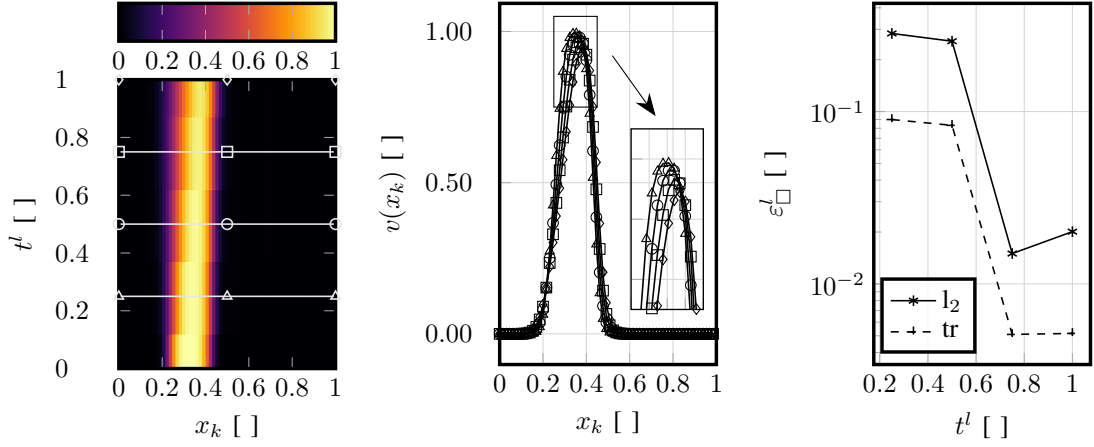 0 0.2 0.4 0.6 0.8 1
1
0.8
0.6
0.4
0.2
0
t^l [ ]
0 0.2 0.4 0.6 0.8 1
x_k [ ]
1.00
0.50
0.00
v(x_k) [ ]
0 0.2 0.4 0.6 0.8 1
x_k [ ]
10^{-1}
10^{-2}
ε_□^l [ ]
l_2
tr
0.2 0.4 0.6 0.8 1
t^l [ ]